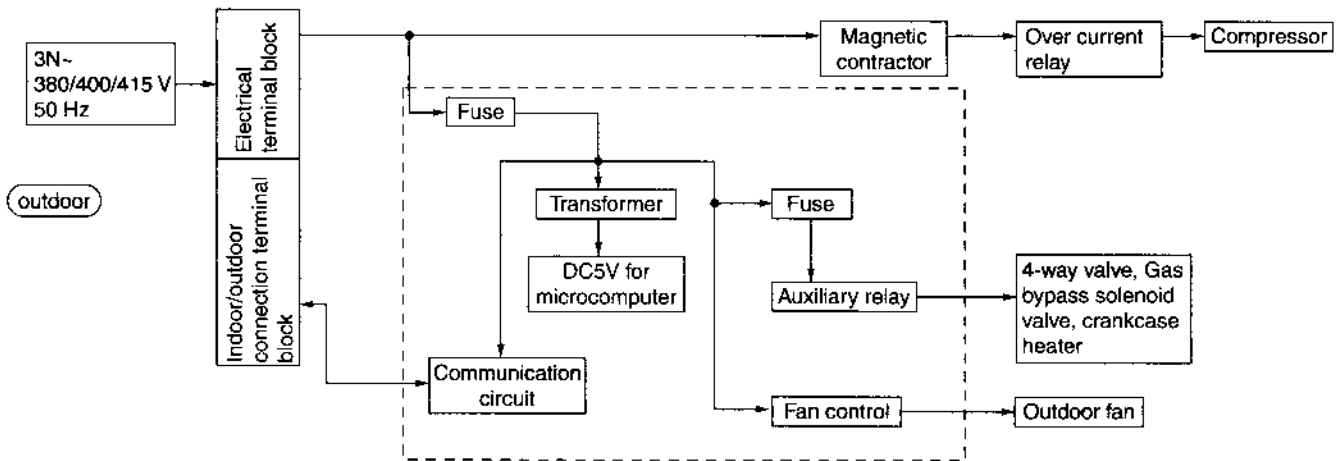 3N~
380/400/415 V
50 Hz
Electrical
terminal block
Indoor/outdoor
connection terminal
block
outdoor
Magnetic
contractor
Over current
relay
Compressor
Fuse
Transformer
DC5V for
microcomputer
Fuse
Auxiliary relay
4-way valve, Gas
bypass solenoid
valve, crankcase
heater
Communication
circuit
Fan control
Outdoor fan